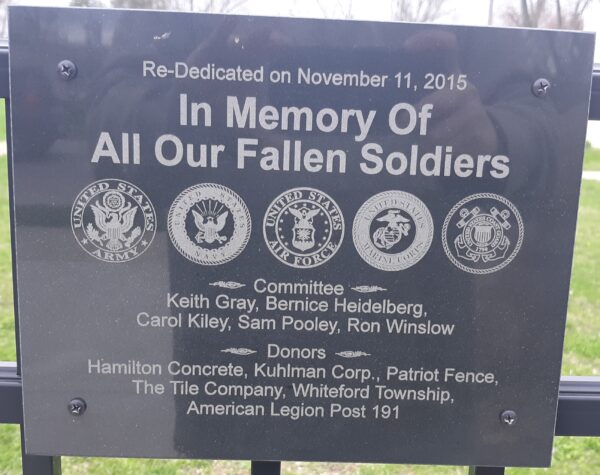 Re-Dedicated on November 11, 2015
In Memory Of
All Our Fallen Soldiers
UNITED STATES ARMY
UNITED STATES NAVY
UNITED STATES AIR FORCE
UNITED STATES MARINE CORPS
Committee
Keith Gray, Bernice Heidelberg,
Carol Kiley, Sam Pooley, Ron Winslow
Donors
Hamilton Concrete, Kuhlman Corp., Patriot Fence,
The Tile Company, Whiteford Township,
American Legion Post 191